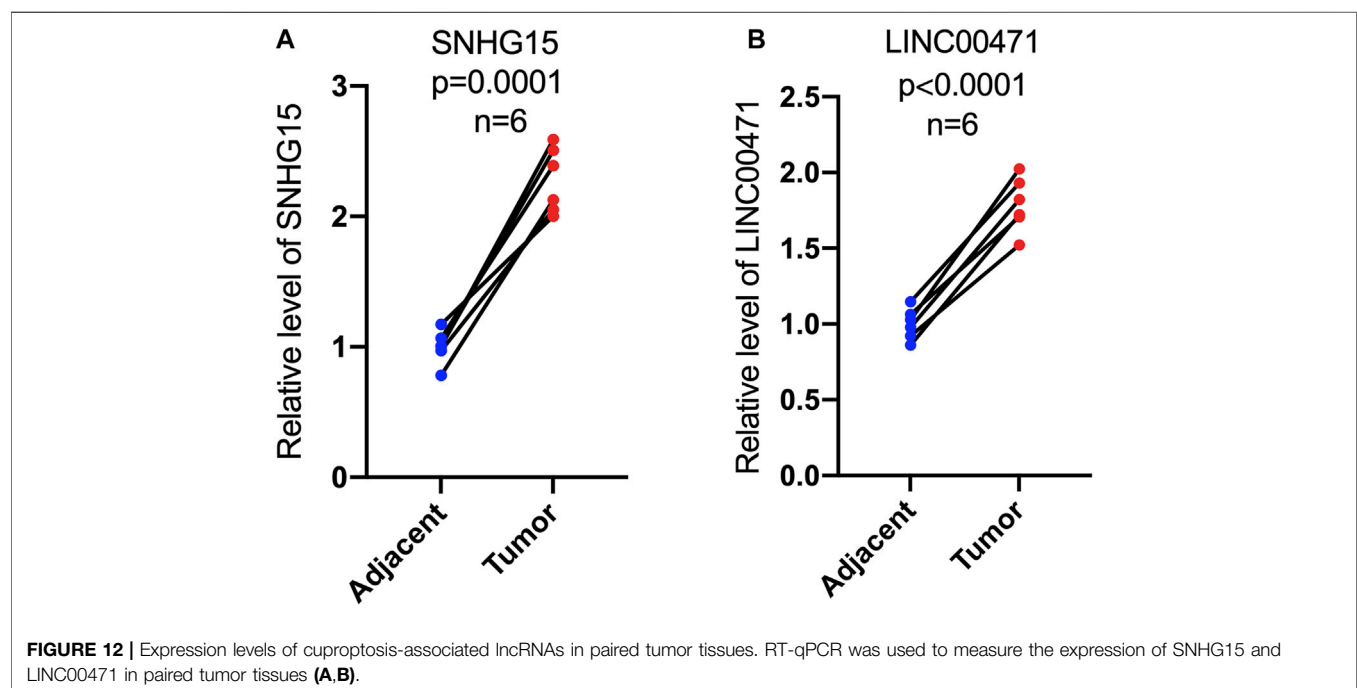 A
SNHG15
p=0.0001
n=6
Relative level of SNHG15
3
2
1
0
Adjacent
Tumor
B
LINC00471
p<0.0001
n=6
Relative level of LINC00471
2.5
2.0
1.5
1.0
0.5
0.0
Adjacent
Tumor
FIGURE 12 | Expression levels of cuproptosis-associated lncRNAs in paired tumor tissues. RT-qPCR was used to measure the expression of SNHG15 and
LINC00471 in paired tumor tissues (A,B).